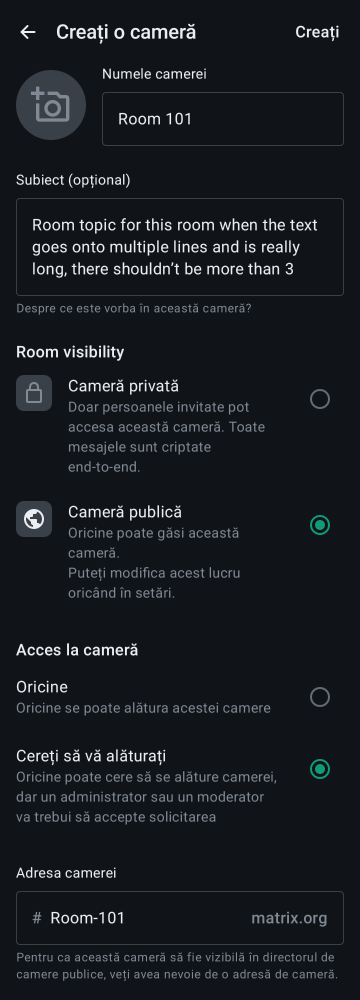 Creați o cameră
Creați
Numele camerei
Room 101
Subiect (opțional)
Room topic for this room when the text
goes onto multiple lines and is really
long, there shouldn’t be more than 3
Despre ce este vorba în această cameră?
Room visibility
Cameră privată
Doar persoanele invitate pot
accesa această cameră. Toate
mesajele sunt criptate
end-to-end.
Cameră publică
Oricine poate găsi această
cameră.
Puteți modifica acest lucru
oricând în setări.
Acces la cameră
Oricine
Oricine se poate alătura acestei camere
Cereți să vă alăturați
Oricine poate cere să se alăture camerei,
dar un administrator sau un moderator
va trebui să accepte solicitarea
Adresa camerei
# Room-101 matrix.org
Pentru ca această cameră să fie vizibilă în directorul de
camere publice, veți avea nevoie de o adresă de cameră.